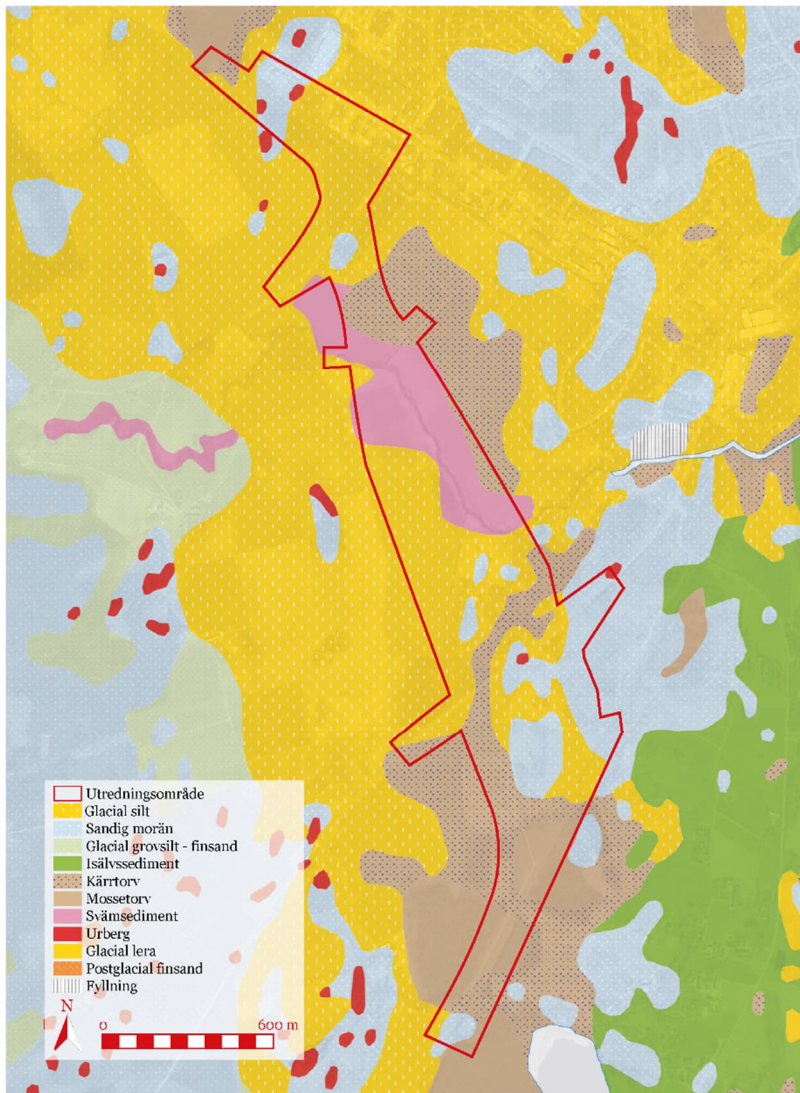 Utredningsområde
Glacial silt
Sandig morän
Glacial grovsilt - finsand
Isälvssediment
Kärrtorv
Mossetorv
Svämsediment
Urberg
Glacial lera
Postglacial finsand
Fyllning
N
0 600 m